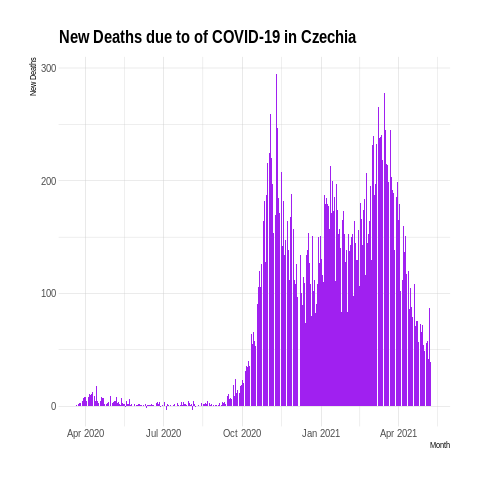 New Deaths due to of COVID-19 in Czechia
New Deaths
300
200
100
0
Apr 2020 Jul 2020 Oct 2020 Jan 2021 Apr 2021
Month